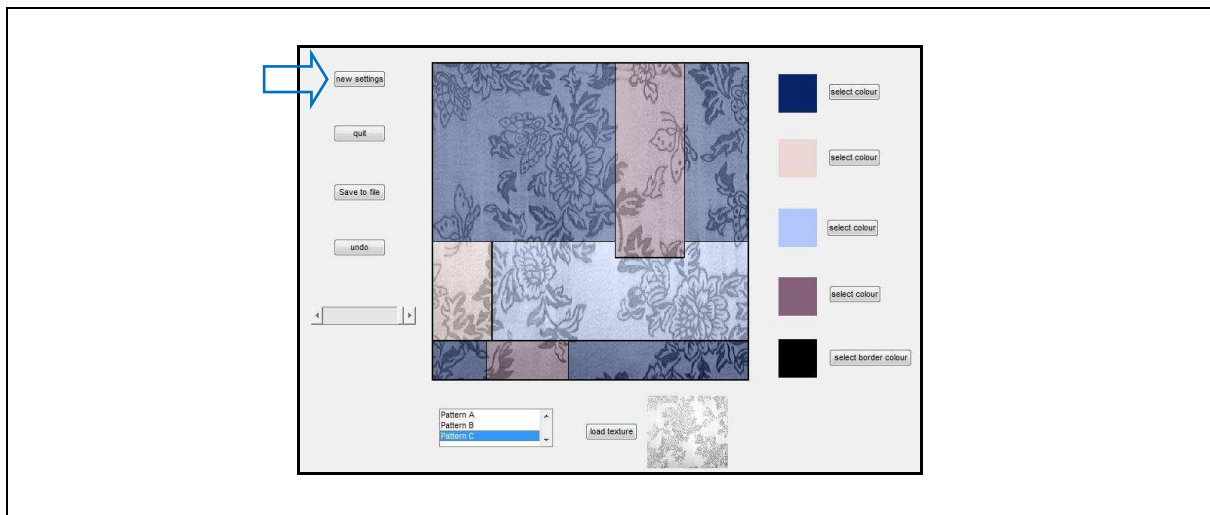 new settings
quit
Save to file
undo
select colour
select colour
select colour
select colour
select border colour
Pattern A
Pattern B
Pattern C
load texture